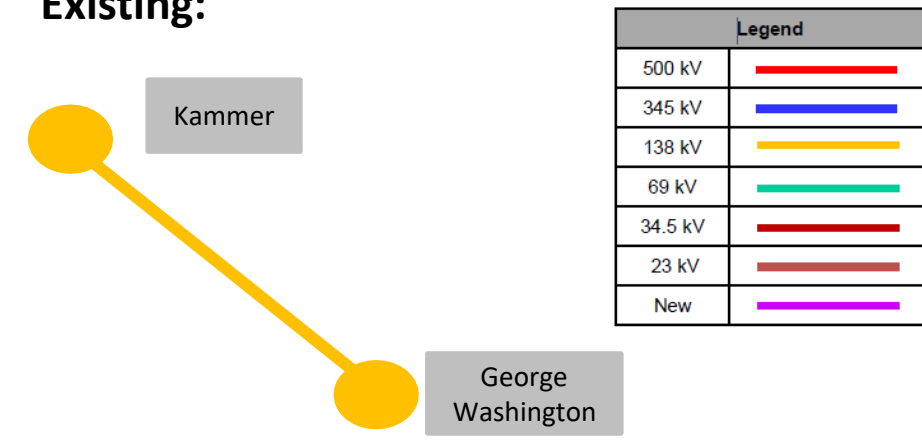 Existing:
Legend
Kammer
500 kV
345 kV
138 kV
69 kV
34.5 kV
23 kV
New
George
Washington